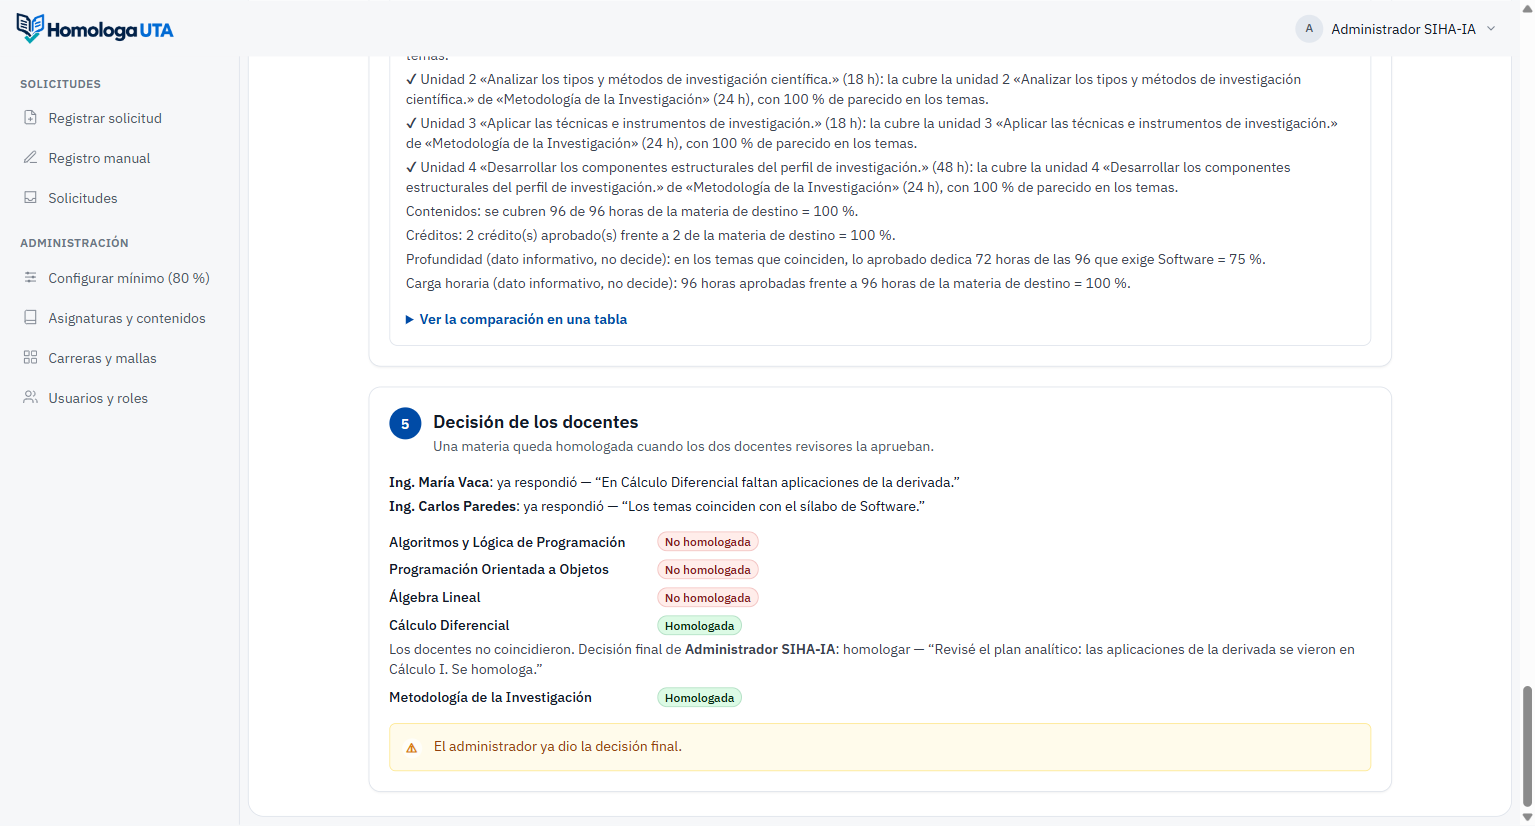 Homologa UTA
A
Administrador SIHA-IA
SOLICITUDES
Registrar solicitud
Registro manual
Solicitudes
ADMINISTRACIÓN
Configurar mínimo (80 %)
Asignaturas y contenidos
Carreras y mallas
Usuarios y roles
temas.
✓ Unidad 2 «Analizar los tipos y métodos de investigación científica.» (18 h): la cubre la unidad 2 «Analizar los tipos y métodos de investigación
científica.» de «Metodología de la Investigación» (24 h), con 100 % de parecido en los temas.
✓ Unidad 3 «Aplicar las técnicas e instrumentos de investigación.» (18 h): la cubre la unidad 3 «Aplicar las técnicas e instrumentos de investigación.»
de «Metodología de la Investigación» (24 h), con 100 % de parecido en los temas.
✓ Unidad 4 «Desarrollar los componentes estructurales del perfil de investigación.» (48 h): la cubre la unidad 4 «Desarrollar los componentes
estructurales del perfil de investigación.» de «Metodología de la Investigación» (24 h), con 100 % de parecido en los temas.
Contenidos: se cubren 96 de 96 horas de la materia de destino = 100 %.
Créditos: 2 crédito(s) aprobado(s) frente a 2 de la materia de destino = 100 %.
Profundidad (dato informativo, no decide): en los temas que coinciden, lo aprobado dedica 72 horas de las 96 que exige Software = 75 %.
Carga horaria (dato informativo, no decide): 96 horas aprobadas frente a 96 horas de la materia de destino = 100 %.
▶ Ver la comparación en una tabla
5
Decisión de los docentes
Una materia queda homologada cuando los dos docentes revisores la aprueban.
Ing. María Vaca: ya respondió — “En Cálculo Diferencial faltan aplicaciones de la derivada.”
Ing. Carlos Paredes: ya respondió — “Los temas coinciden con el sílabo de Software.”
Algoritmos y Lógica de Programación No homologada
Programación Orientada a Objetos No homologada
Álgebra Lineal No homologada
Cálculo Diferencial Homologada
Los docentes no coincidieron. Decisión final de Administrador SIHA-IA: homologar — “Revisé el plan analítico: las aplicaciones de la derivada se vieron en
Cálculo I. Se homologa.”
Metodología de la Investigación Homologada
El administrador ya dio la decisión final.